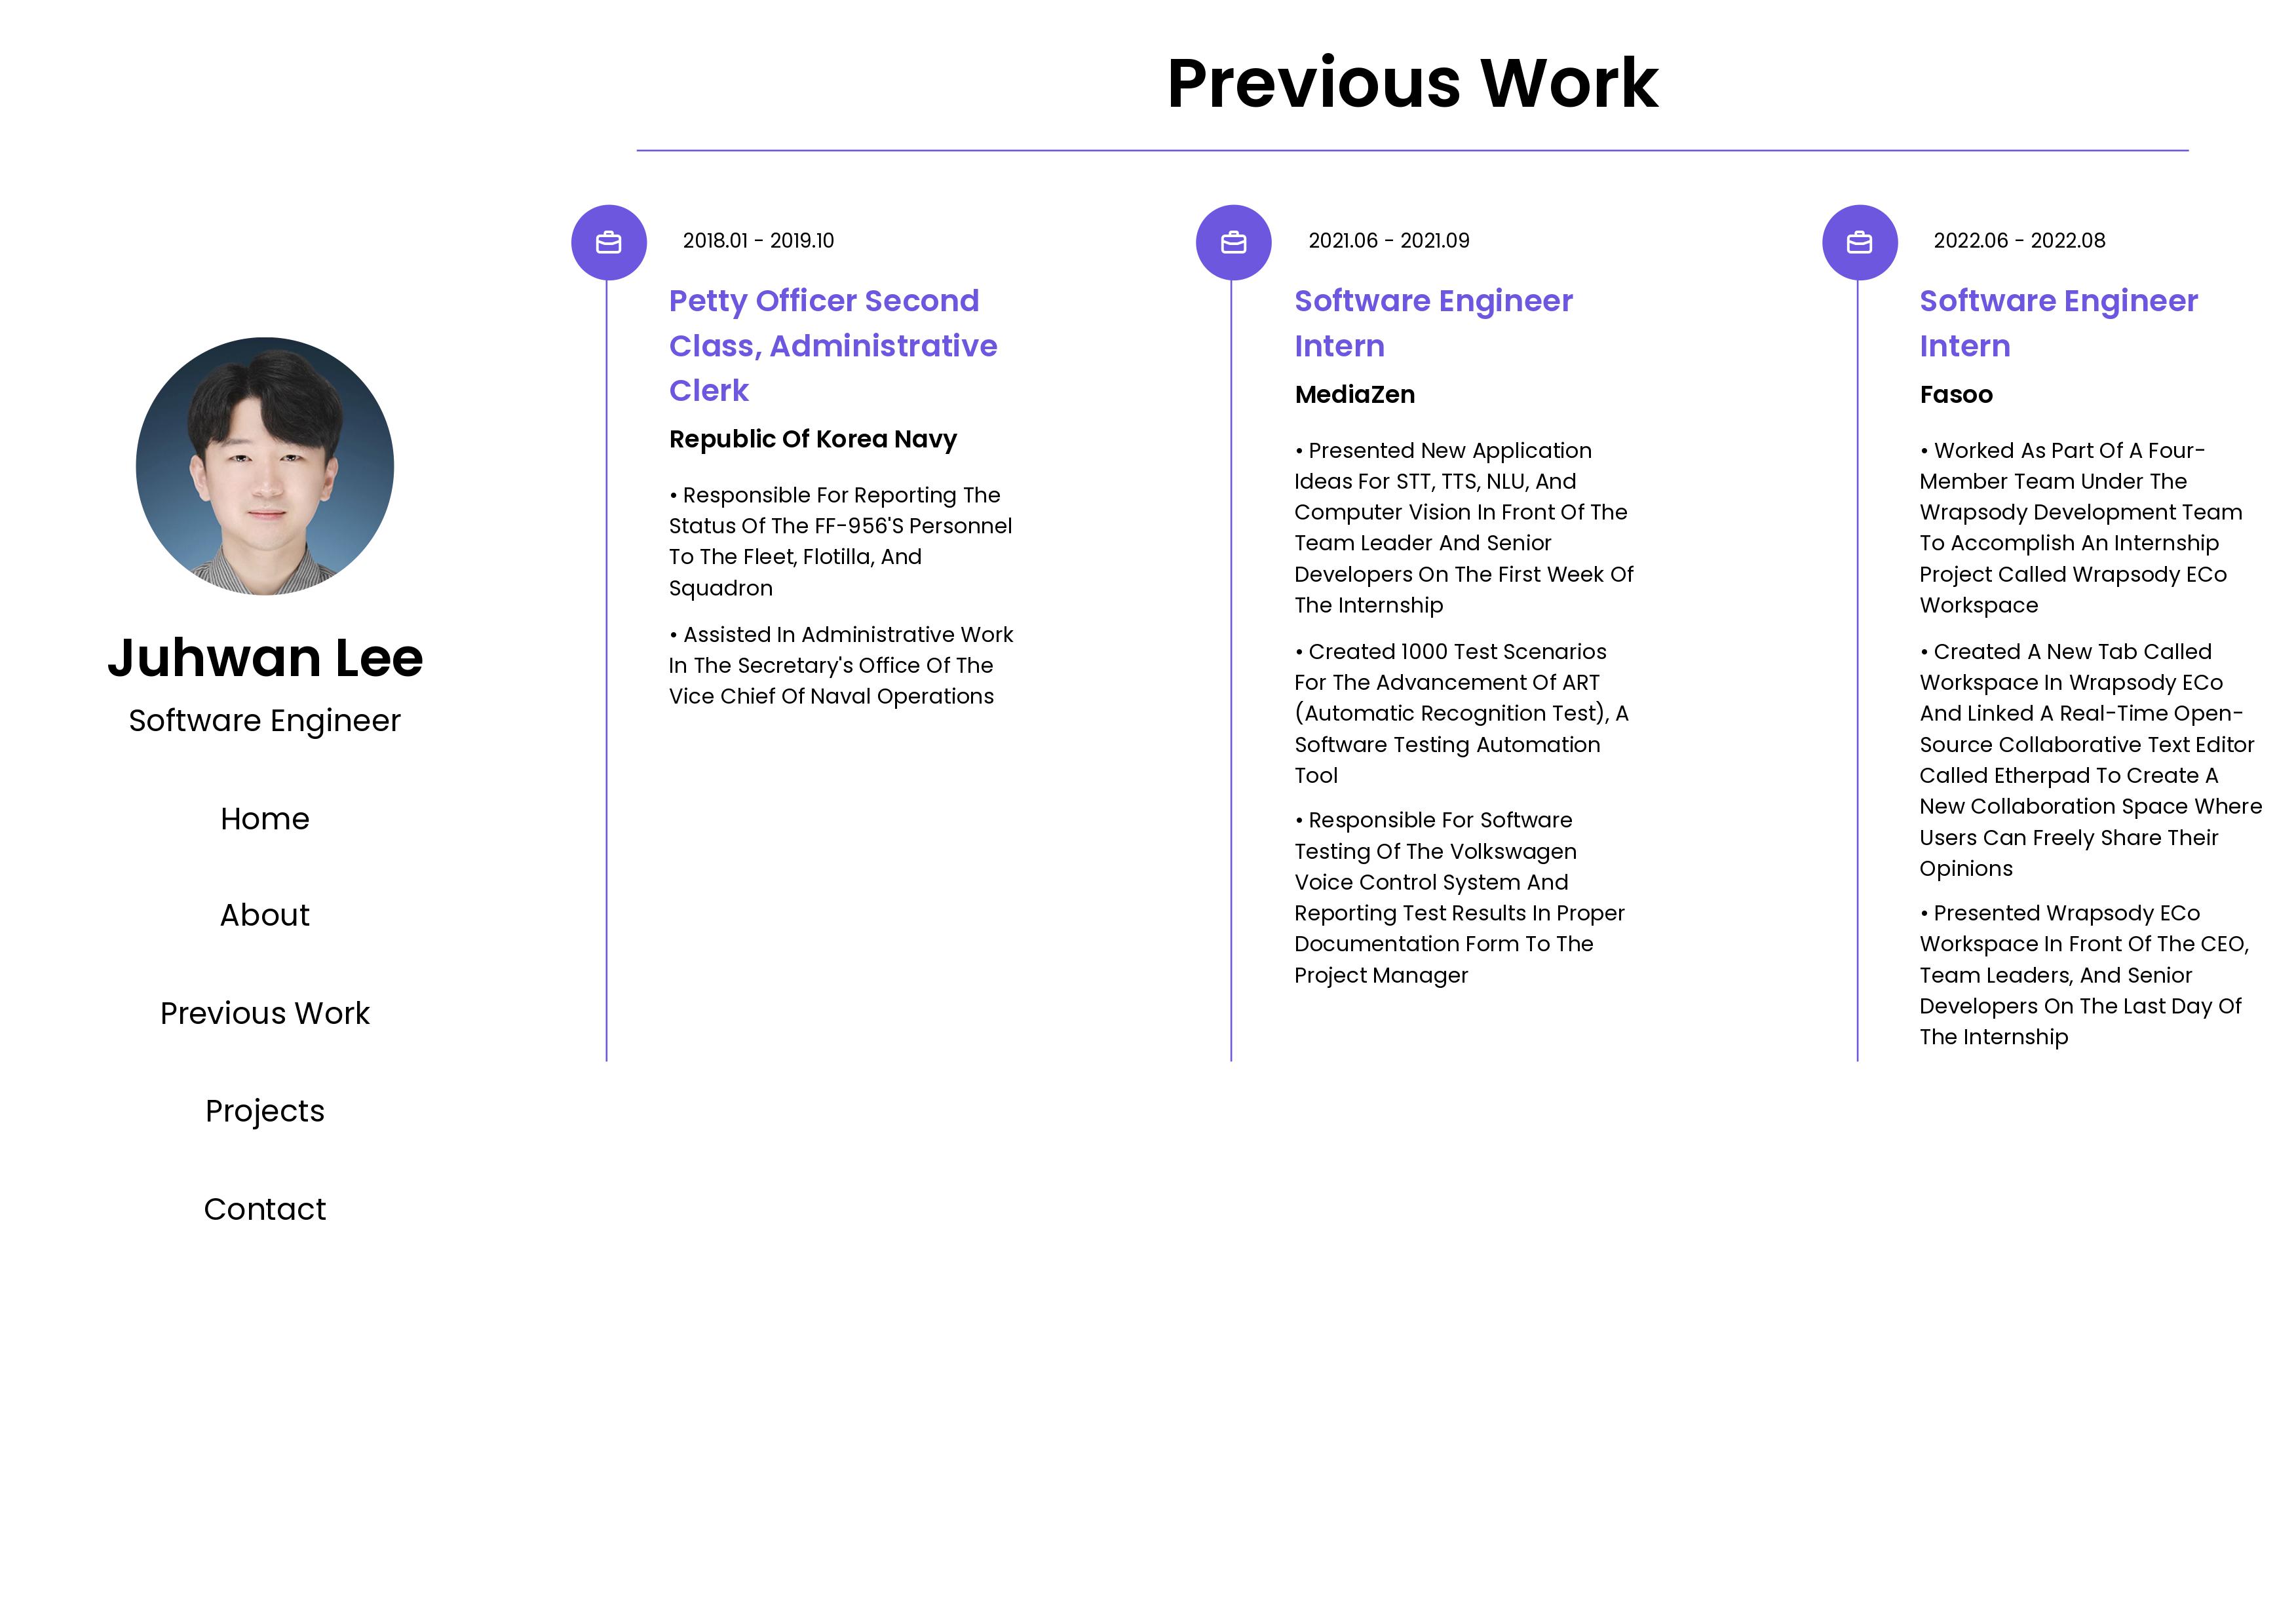 Previous Work
Juhwan Lee
Software Engineer
Home
About
Previous Work
Projects
Contact
2018.01 - 2019.10
Petty Officer Second
Class, Administrative
Clerk
Republic Of Korea Navy
• Responsible For Reporting The
Status Of The FF-956'S Personnel
To The Fleet, Flotilla, And
Squadron
• Assisted In Administrative Work
In The Secretary's Office Of The
Vice Chief Of Naval Operations
2021.06 - 2021.09
Software Engineer
Intern
MediaZen
• Presented New Application
Ideas For STT, TTS, NLU, And
Computer Vision In Front Of The
Team Leader And Senior
Developers On The First Week Of
The Internship
• Created 1000 Test Scenarios
For The Advancement Of ART
(Automatic Recognition Test), A
Software Testing Automation
Tool
• Responsible For Software
Testing Of The Volkswagen
Voice Control System And
Reporting Test Results In Proper
Documentation Form To The
Project Manager
2022.06 - 2022.08
Software Engineer
Intern
Fasoo
• Worked As Part Of A Four-
Member Team Under The
Wrapsody Development Team
To Accomplish An Internship
Project Called Wrapsody ECo
Workspace
• Created A New Tab Called
Workspace In Wrapsody ECo
And Linked A Real-Time Open-
Source Collaborative Text Editor
Called Etherpad To Create A
New Collaboration Space Where
Users Can Freely Share Their
Opinions
• Presented Wrapsody ECo
Workspace In Front Of The CEO,
Team Leaders, And Senior
Developers On The Last Day Of
The Internship